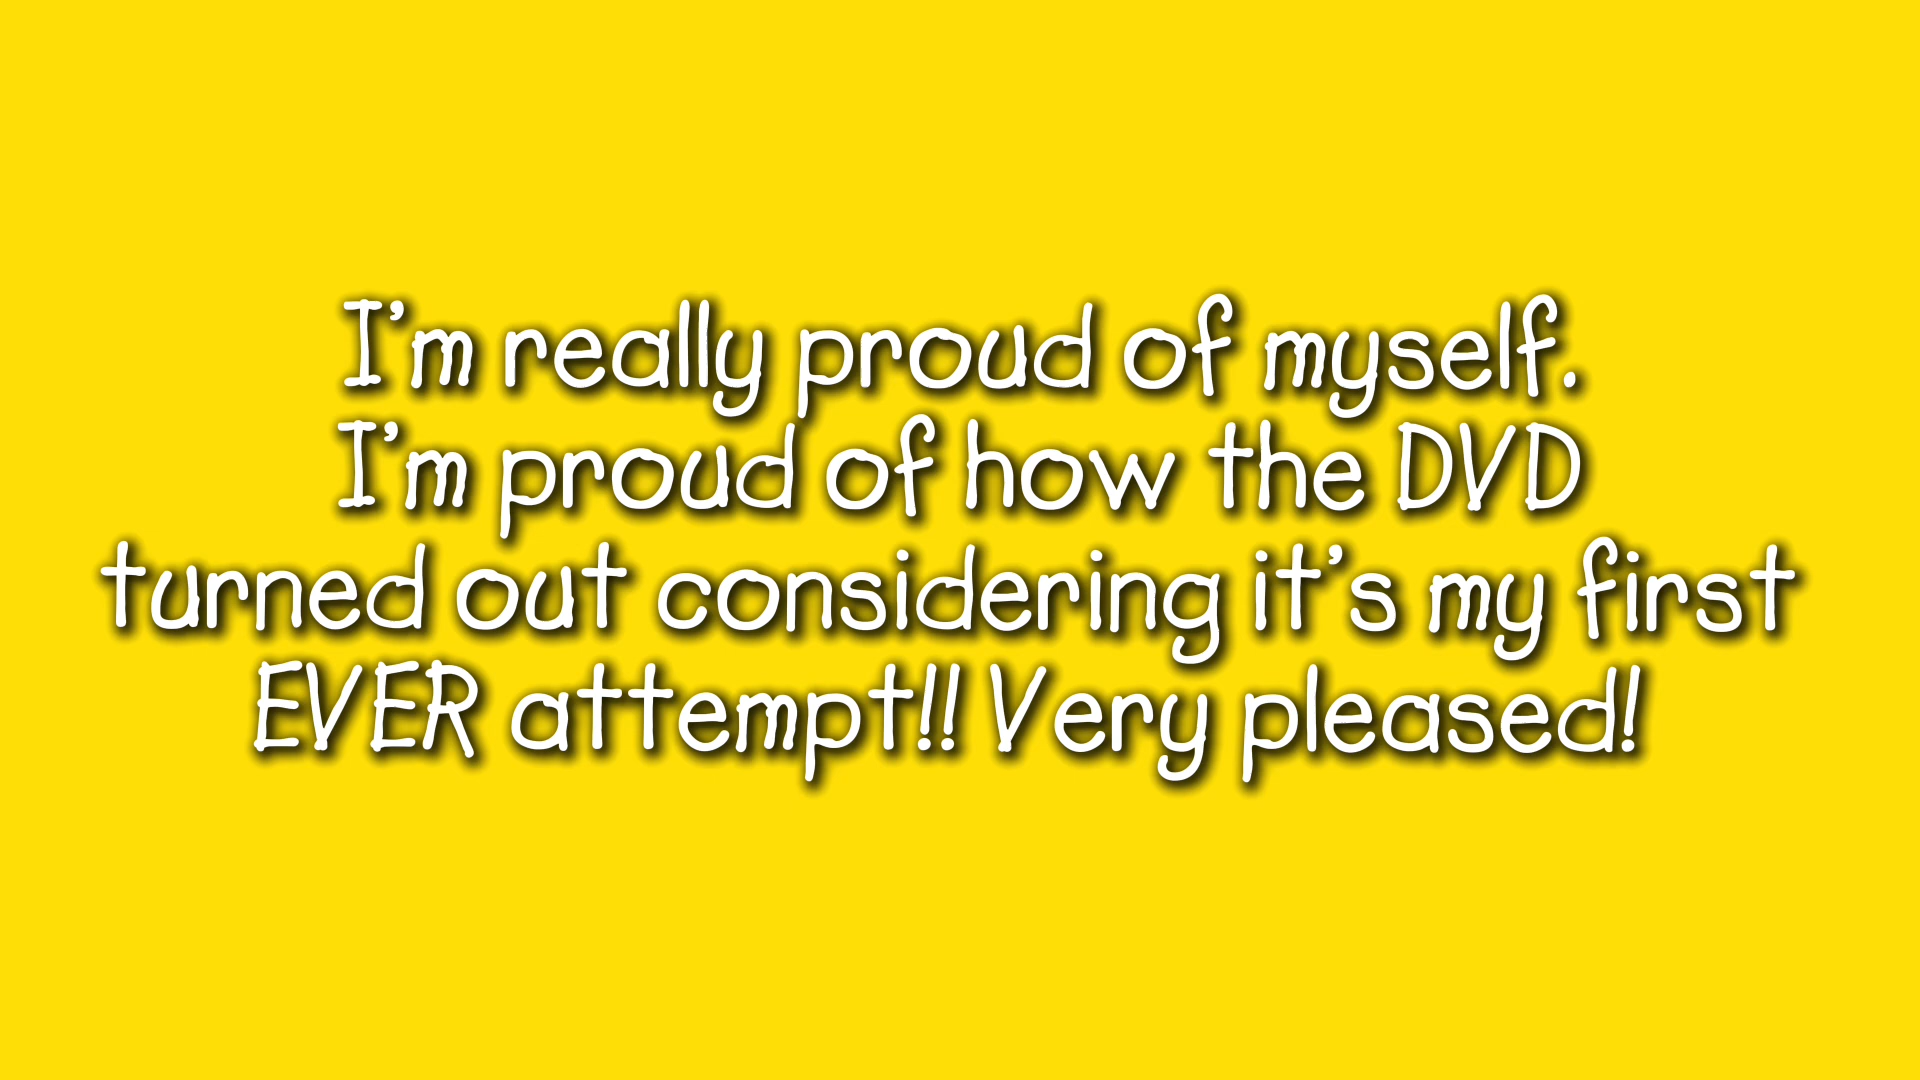 I'm really proud of myself.
I'm proud of how the DVD
turned out considering it's my first
EVER attempt!! Very pleased!